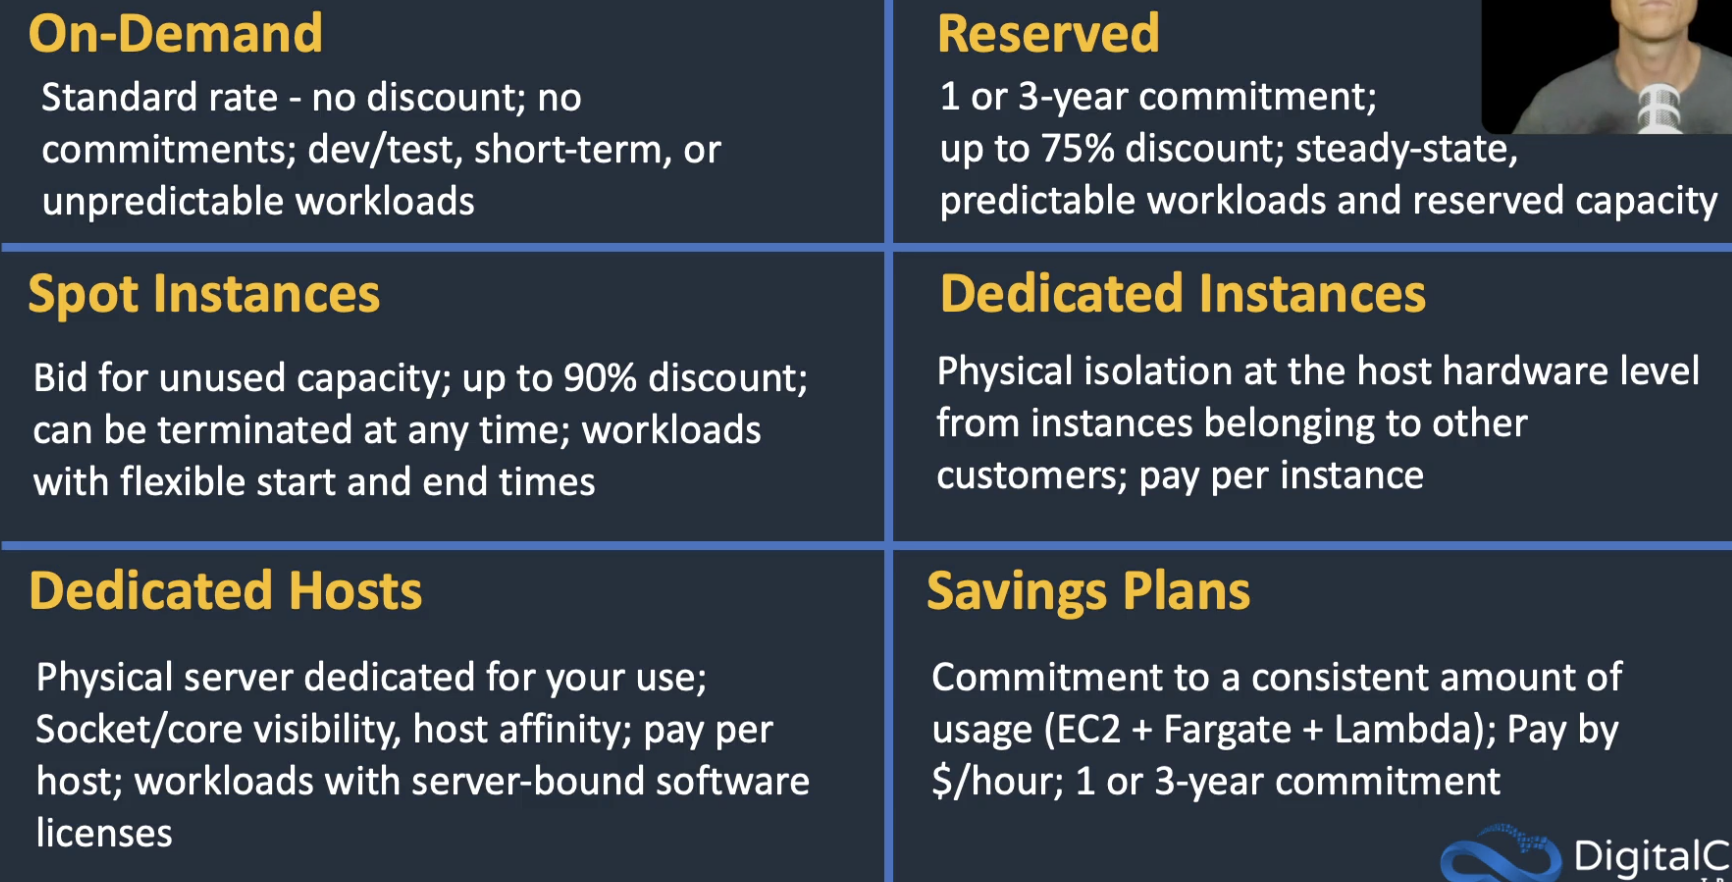 On-Demand
Standard rate - no discount; no
commitments; dev/test, short-term, or
unpredictable workloads
Reserved
1 or 3-year commitment;
up to 75% discount; steady-state,
predictable workloads and reserved capacity
Spot Instances
Bid for unused capacity; up to 90% discount;
can be terminated at any time; workloads
with flexible start and end times
Dedicated Instances
Physical isolation at the host hardware level
from instances belonging to other
customers; pay per instance
Dedicated Hosts
Physical server dedicated for your use;
Socket/core visibility, host affinity; pay per
host; workloads with server-bound software
licenses
Savings Plans
Commitment to a consistent amount of
usage (EC2 + Fargate + Lambda); Pay by
$/hour; 1 or 3-year commitment
DigitalC